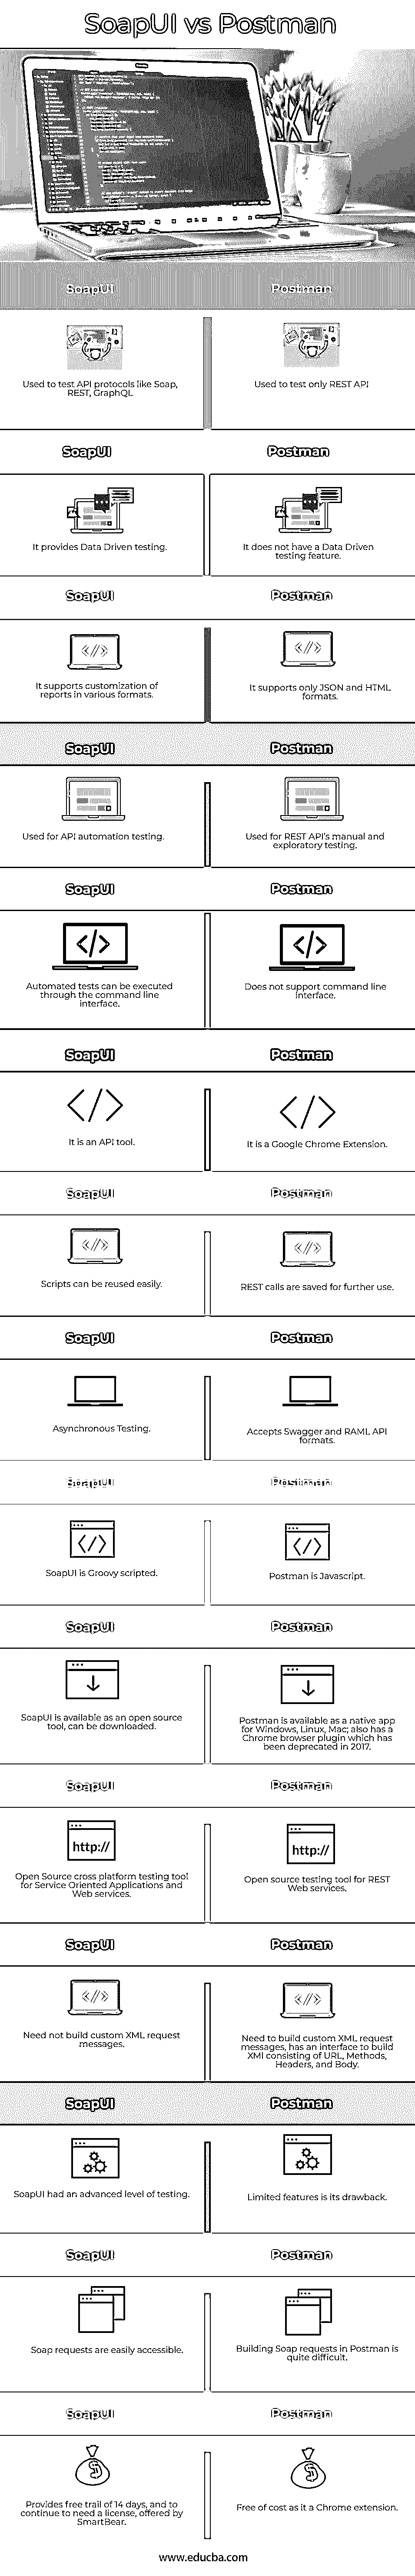 SoapUI vs Postman
SoapUI
Postman
Used to test API protocols like Soap,
REST, GraphQL
Used to test only REST API
SoapUI
Postman
It provides Data Driven testing.
It does not have a Data Driven
testing feature.
SoapUI
Postman
It supports customization of
reports in various formats.
It supports only JSON and HTML
formats.
SoapUI
Postman
Used for API automation testing.
Used for REST API's manual and
exploratory testing.
SoapUI
Postman
Automated tests can be executed
through the command line
interface.
Does not support command line
interface.
SoapUI
Postman
It is an API tool.
It is a Google Chrome Extension.
SoapUI
Postman
Scripts can be reused easily.
REST calls are saved for further use.
SoapUI
Postman
Asynchronous Testing.
Accepts Swagger and RAML API
formats.
SoapUI
Postman
SoapUI is Groovy scripted.
Postman is Javascript.
SoapUI
Postman
SoapUI is available as an open source
tool, can be downloaded.
Postman is available as a native app
for Windows, Linux, Mac; also has a
Chrome browser plugin which has
been deprecated in 2017.
SoapUI
Postman
http://
http://
Open Source cross platform testing tool
for Service Oriented Applications and
Web services.
Open source testing tool for REST
Web services.
SoapUI
Postman
Need not build custom XML request
messages.
Need to build custom XML request
messages, has an interface to build
XMl consisting of URL, Methods,
Headers, and Body.
SoapUI
Postman
SoapUI had an advanced level of testing.
Limited features is its drawback.
SoapUI
Postman
Soap requests are easily accessible.
Building Soap requests in Postman is
quite difficult.
SoapUI
Postman
Provides free trail of 14 days, and to
continue to need a license, offered by
SmartBear.
Free of cost as it a Chrome extension.
www.educba.com